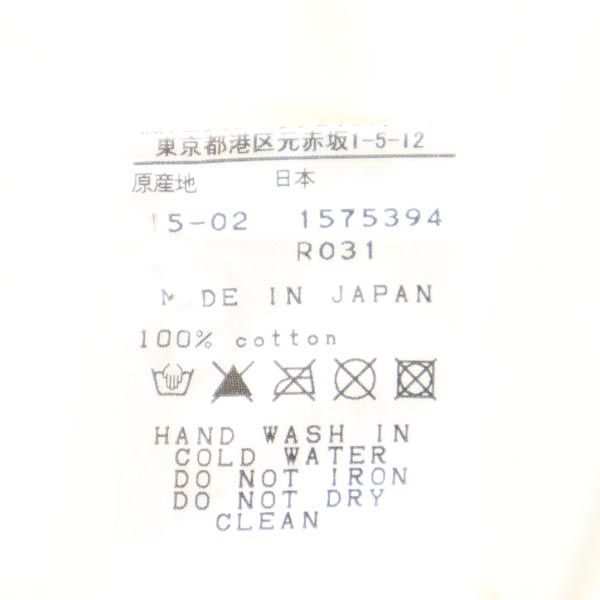 東京都港区元赤坂1-5-12
原産地 日本
15-02 1575394
R031
MADE IN JAPAN
100% cotton
HAND WASH IN
COLD WATER
DO NOT IRON
DO NOT DRY
CLEAN